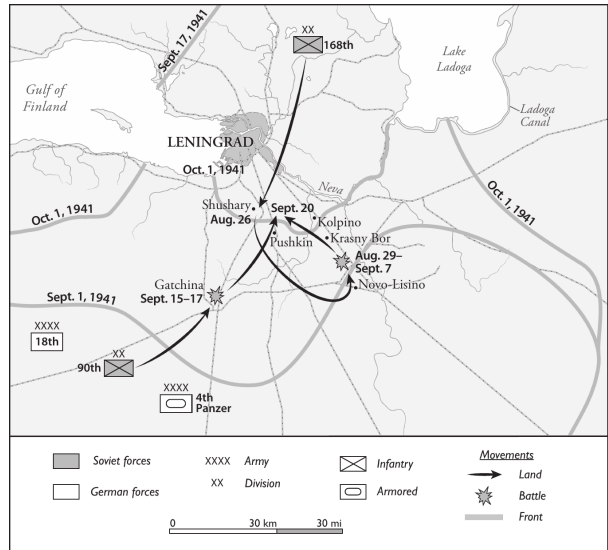 Sept. 17, 1941
XX
168th
Lake
Ladoga
Gulf of
Finland
Ladoga
Canal
LENINGRAD
Oct. 1, 1941
Neva
Oct. 1, 1941
Oct. 1, 1941
Shushary
Aug. 26
Sept. 20
Kolpino
Pushkin
Krasny Bor
Aug. 29–
Sept. 7
Novo-Lisino
Gatchina
Sept. 15–17
Sept. 1, 1941
XXXX
18th
XX
90th
XXXX
4th
Panzer
Soviet forces
German forces
XXXX Army
XX Division
Infantry
Armored
Movements
Land
Battle
Front
0 30 km 30 mi